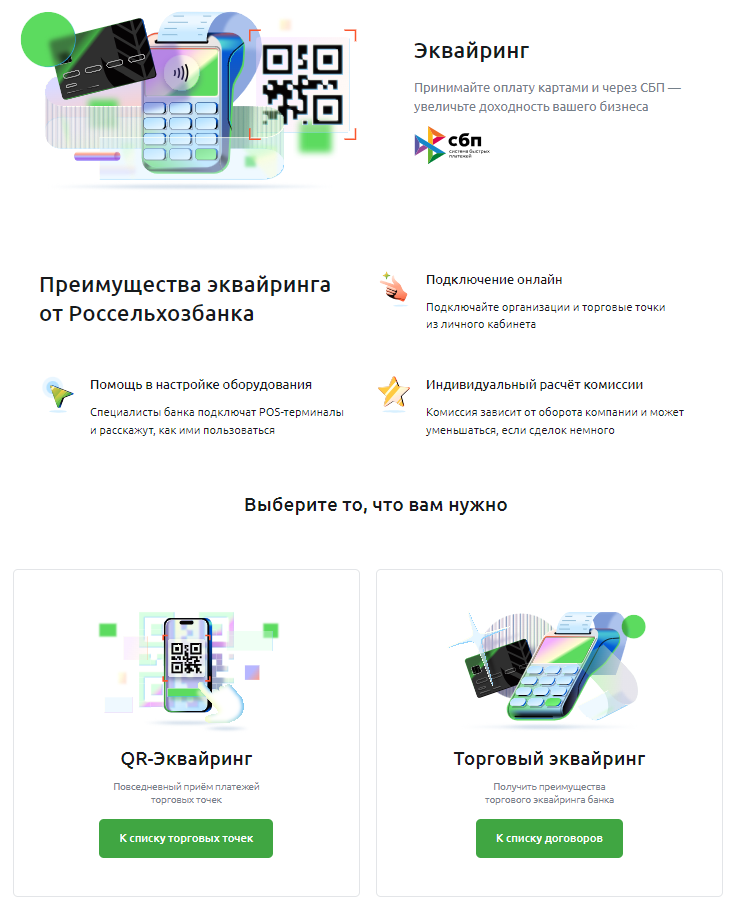 Эквайринг
Принимайте оплату картами и через СБП —
увеличьте доходность вашего бизнеса
сбп
система быстрых
платежей
Преимущества эквайринга
от Россельхозбанка
Подключение онлайн
Подключайте организации и торговые точки
из личного кабинета
Помощь в настройке оборудования
Специалисты банка подключат POS-терминалы
и расскажут, как ими пользоваться
Индивидуальный расчёт комиссии
Комиссия зависит от оборота компании и может
уменьшаться, если сделок немного
Выберите то, что вам нужно
QR-Эквайринг
Повседневный приём платежей
торговых точек
К списку торговых точек
Торговый эквайринг
Получить преимущества
торгового эквайринга банка
К списку договоров